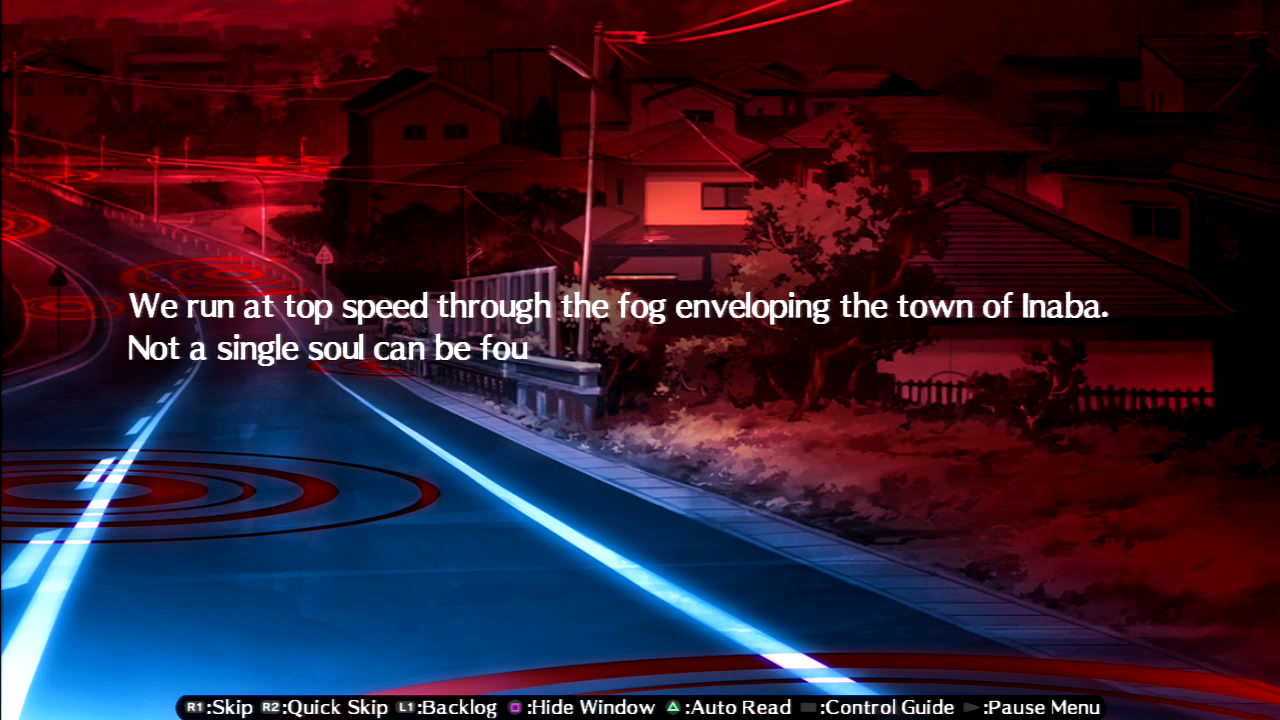 We run at top speed through the fog enveloping the town of Inaba.
Not a single soul can be fou
R1:Skip R2:Quick Skip L1:Backlog :Hide Window :Auto Read :Control Guide :Pause Menu